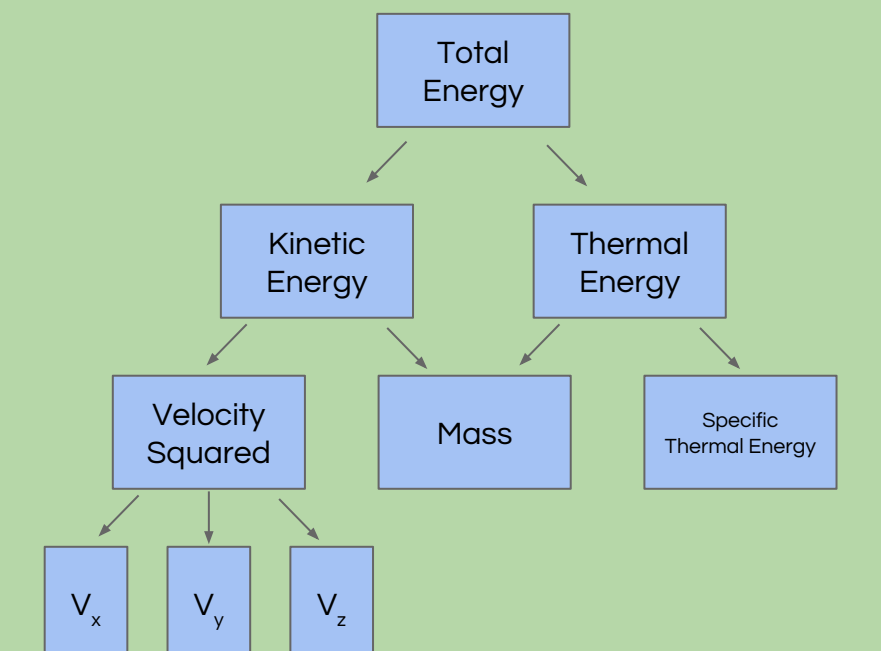 Total
Energy
Kinetic
Energy
Thermal
Energy
Velocity
Squared
Mass
Specific
Thermal Energy
Vx
Vy
Vz